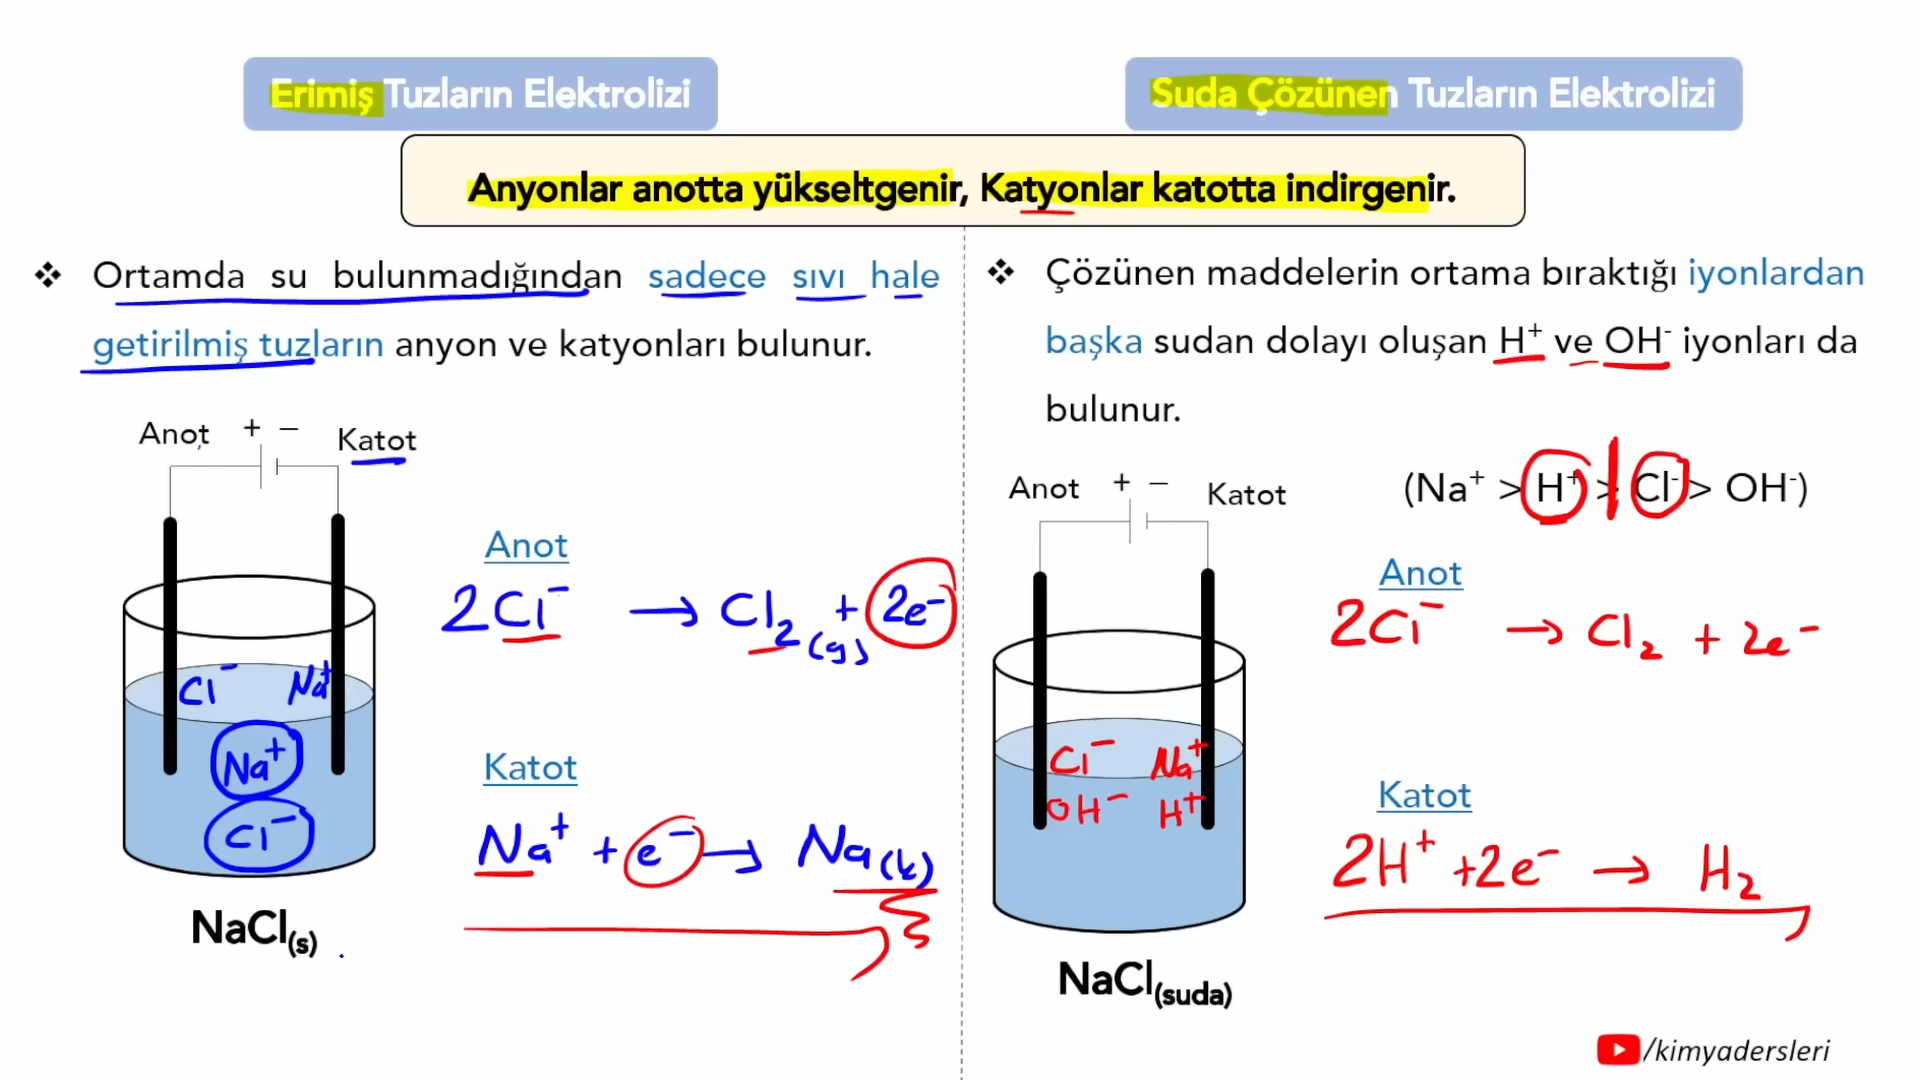 Erimiş Tuzların Elektrolizi
Suda Çözünen Tuzların Elektrolizi
Anyonlar anotta yükseltgenir, Katyonlar katotta indirgenir.
❖ Ortamda su bulunmadığından sadece sıvı hale
getirilmiş tuzların anyon ve katyonları bulunur.
Anot + − Katot
Cl⁻ Na⁺
Na⁺
Cl⁻
NaCl(s)
Anot
2Cl⁻ → Cl₂(g) + 2e⁻
Katot
Na⁺ + e⁻ → Na(k)
❖ Çözünen maddelerin ortama bıraktığı iyonlardan
başka sudan dolayı oluşan H⁺ ve OH⁻ iyonları da
bulunur.
(Na⁺ > H⁺ > Cl⁻ > OH⁻)
Anot + − Katot
Cl⁻ Na⁺
OH⁻ H⁺
NaCl(suda)
Anot
2Cl⁻ → Cl₂ + 2e⁻
Katot
2H⁺ + 2e⁻ → H₂
/kimyadersleri